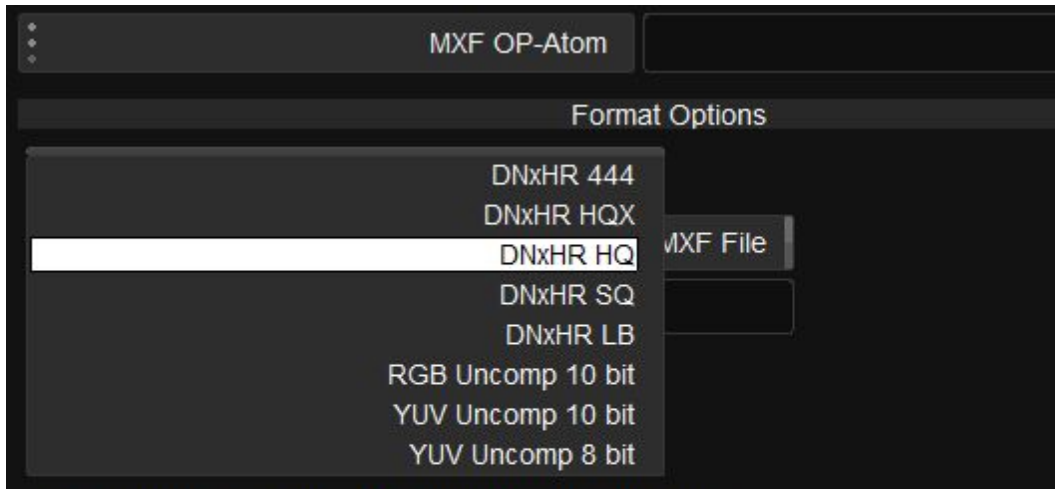 MXF OP-Atom
Format Options
DNxHR 444
DNxHR HQX
MXF File
DNxHR HQ
DNxHR SQ
DNxHR LB
RGB Uncomp 10 bit
YUV Uncomp 10 bit
YUV Uncomp 8 bit